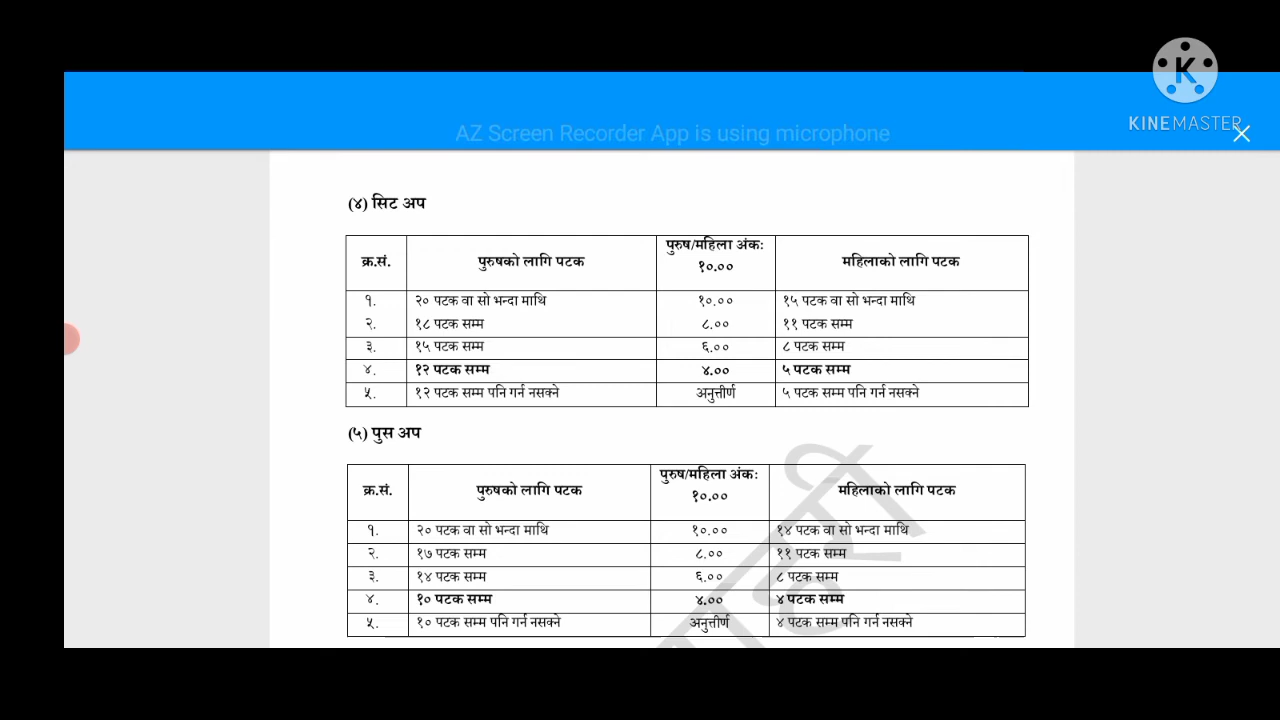 KINEMASTER
AZ Screen Recorder App is using microphone
(४) सिट अप
क्र.सं. पुरुषको लागि पटक पुरुष/महिला अंकः १०.०० महिलाको लागि पटक
१. २० पटक वा सो भन्दा माथि १०.०० १५ पटक वा सो भन्दा माथि
२. १८ पटक सम्म ८.०० ११ पटक सम्म
३. १५ पटक सम्म ६.०० ८ पटक सम्म
४. १२ पटक सम्म ४.०० ५ पटक सम्म
५. १२ पटक सम्म पनि गर्न नसक्ने अनुत्तीर्ण ५ पटक सम्म पनि गर्न नसक्ने
(५) पुस अप
क्र.सं. पुरुषको लागि पटक पुरुष/महिला अंकः १०.०० महिलाको लागि पटक
१. २० पटक वा सो भन्दा माथि १०.०० १४ पटक वा सो भन्दा माथि
२. १७ पटक सम्म ८.०० ११ पटक सम्म
३. १४ पटक सम्म ६.०० ८ पटक सम्म
४. १० पटक सम्म ४.०० ४ पटक सम्म
५. १० पटक सम्म पनि गर्न नसक्ने अनुत्तीर्ण ४ पटक सम्म पनि गर्न नसक्ने